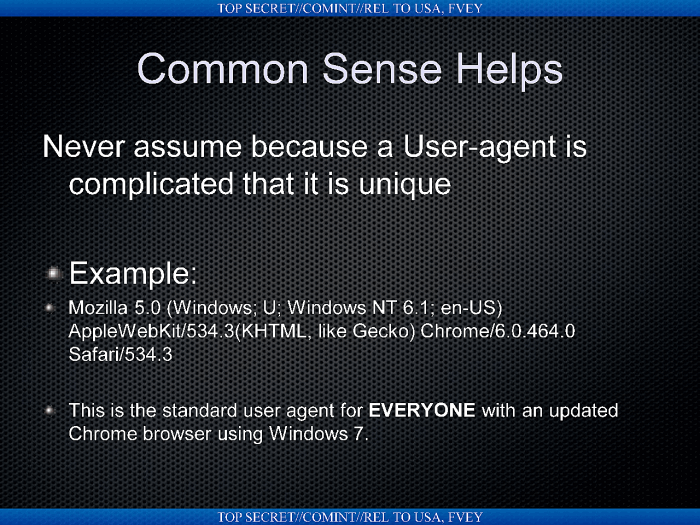 TOP SECRET//COMINT//REL TO USA, FVEY
Common Sense Helps
Never assume because a User-agent is
complicated that it is unique
Example:
Mozilla 5.0 (Windows; U; Windows NT 6.1; en-US)
AppleWebKit/534.3(KHTML, like Gecko) Chrome/6.0.464.0
Safari/534.3
This is the standard user agent for EVERYONE with an updated
Chrome browser using Windows 7.
TOP SECRET//COMINT//REL TO USA, FVEY